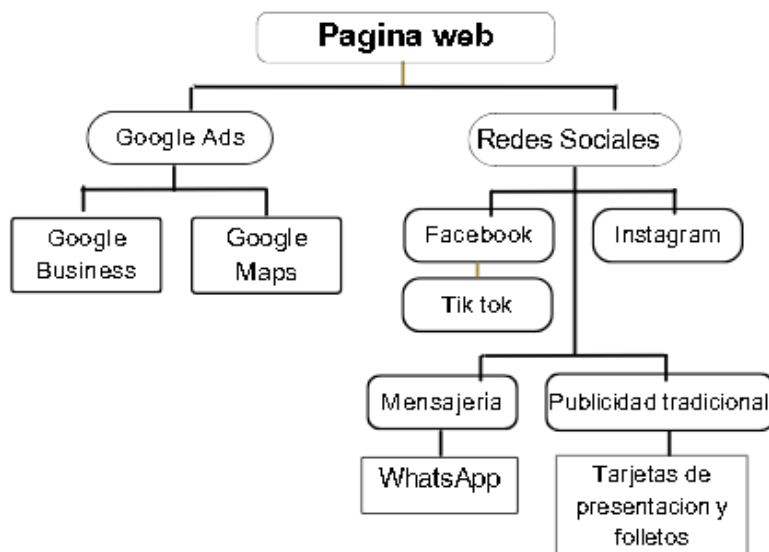 Pagina web
Google Ads
Redes Sociales
Google
Business
Google
Maps
Facebook
Instagram
Tik tok
Mensajeria
Publicidad tradicional
WhatsApp
Tarjetas de
presentacion y
folletos